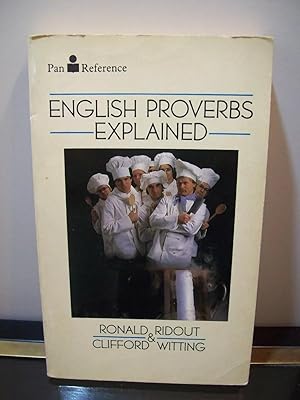 Pan Reference
ENGLISH PROVERBS
EXPLAINED
RONALD RIDOUT
&
CLIFFORD WITTING